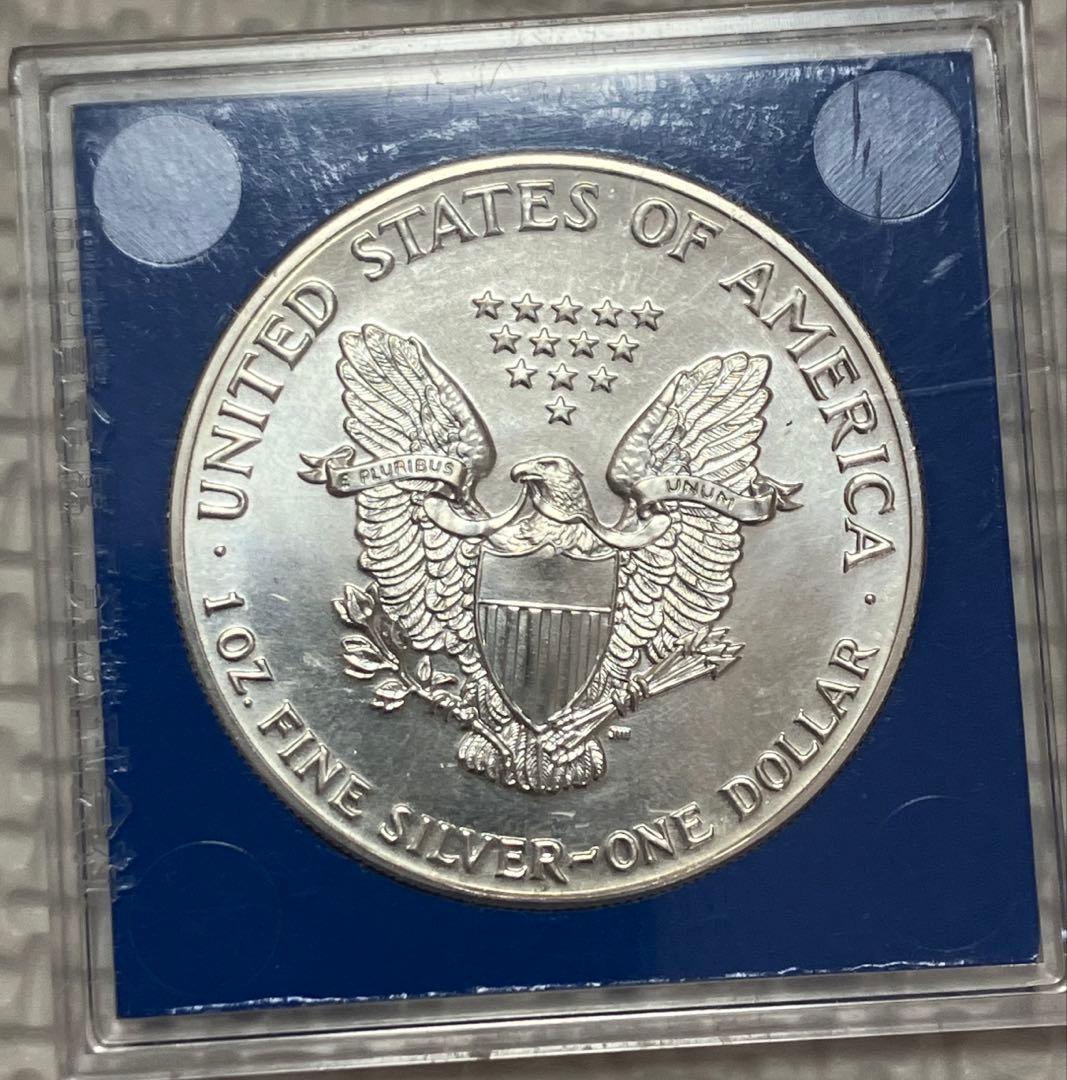 UNITED STATES OF AMERICA
E PLURIBUS UNUM
· 1 OZ. FINE SILVER~ONE DOLLAR ·